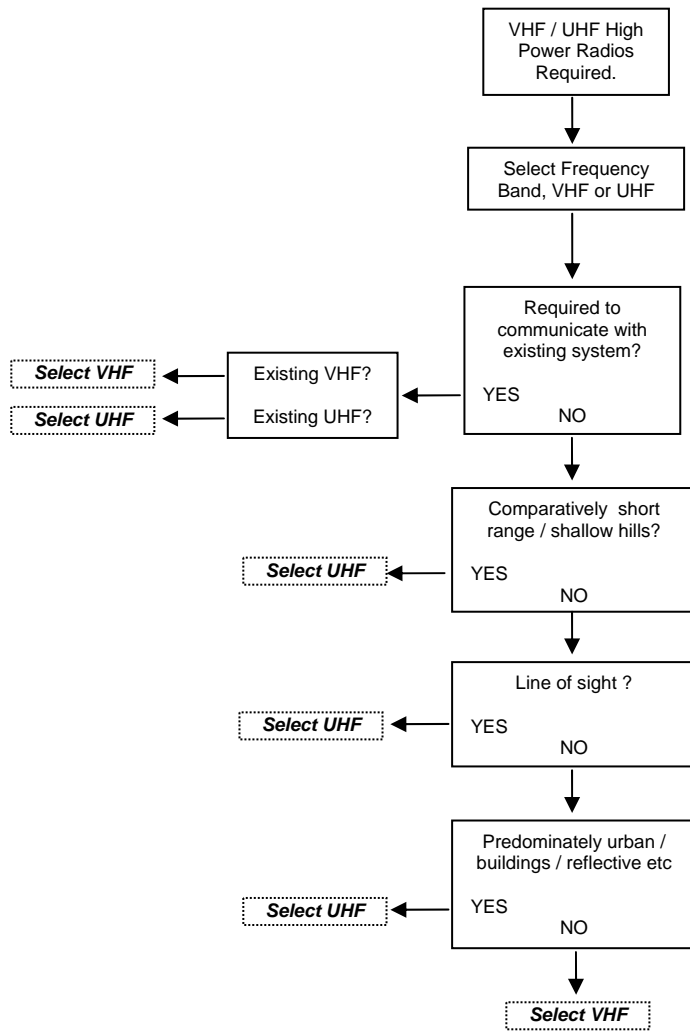 VHF / UHF High
Power Radios
Required.
Select Frequency
Band, VHF or UHF
Required to
communicate with
existing system?
YES
NO
Existing VHF?
Existing UHF?
Select VHF
Select UHF
Comparatively short
range / shallow hills?
YES
NO
Select UHF
Line of sight ?
YES
NO
Select UHF
Predominately urban /
buildings / reflective etc
YES
NO
Select UHF
Select VHF